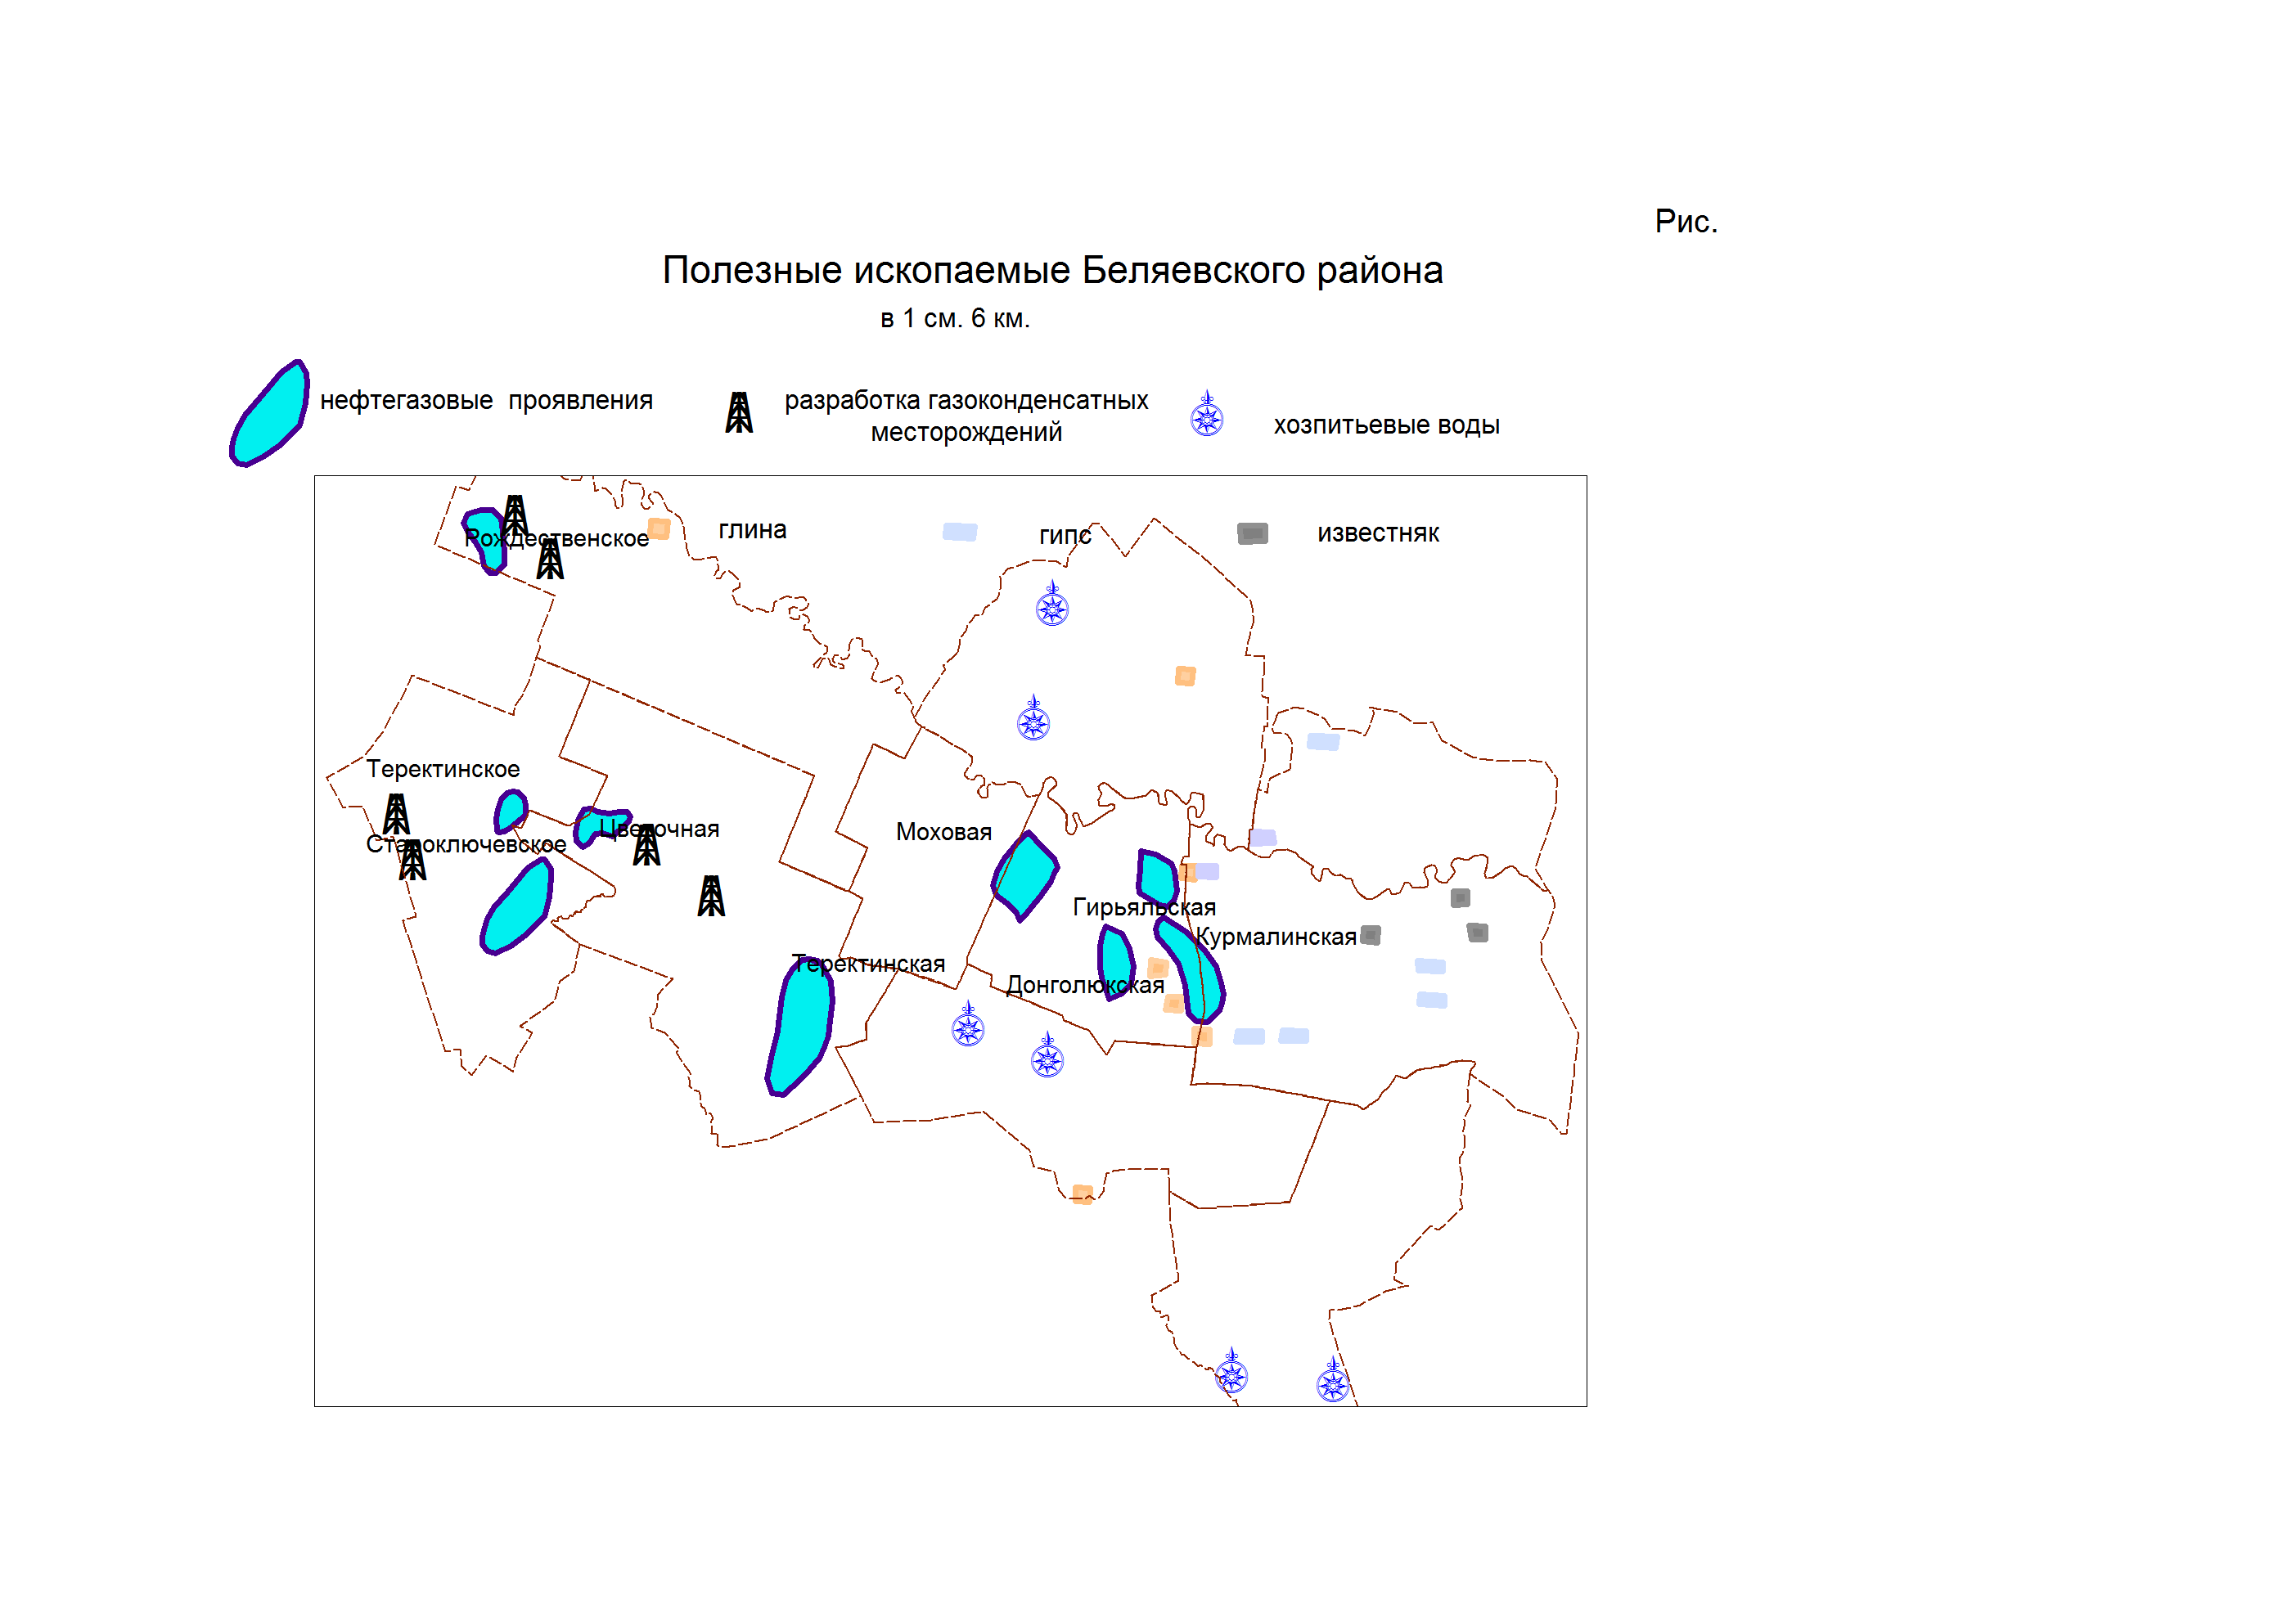 Рис.
Полезные ископаемые Беляевского района
в 1 см. 6 км.
нефтегазовые проявления
разработка газоконденсатных
месторождений
хозпитьевые воды
Рождественское
глина
гипс
известняк
Теректинское
Староключевское
Цветочная
Моховая
Гирьяльская
Курмалинская
Теректинская
Донголюкская